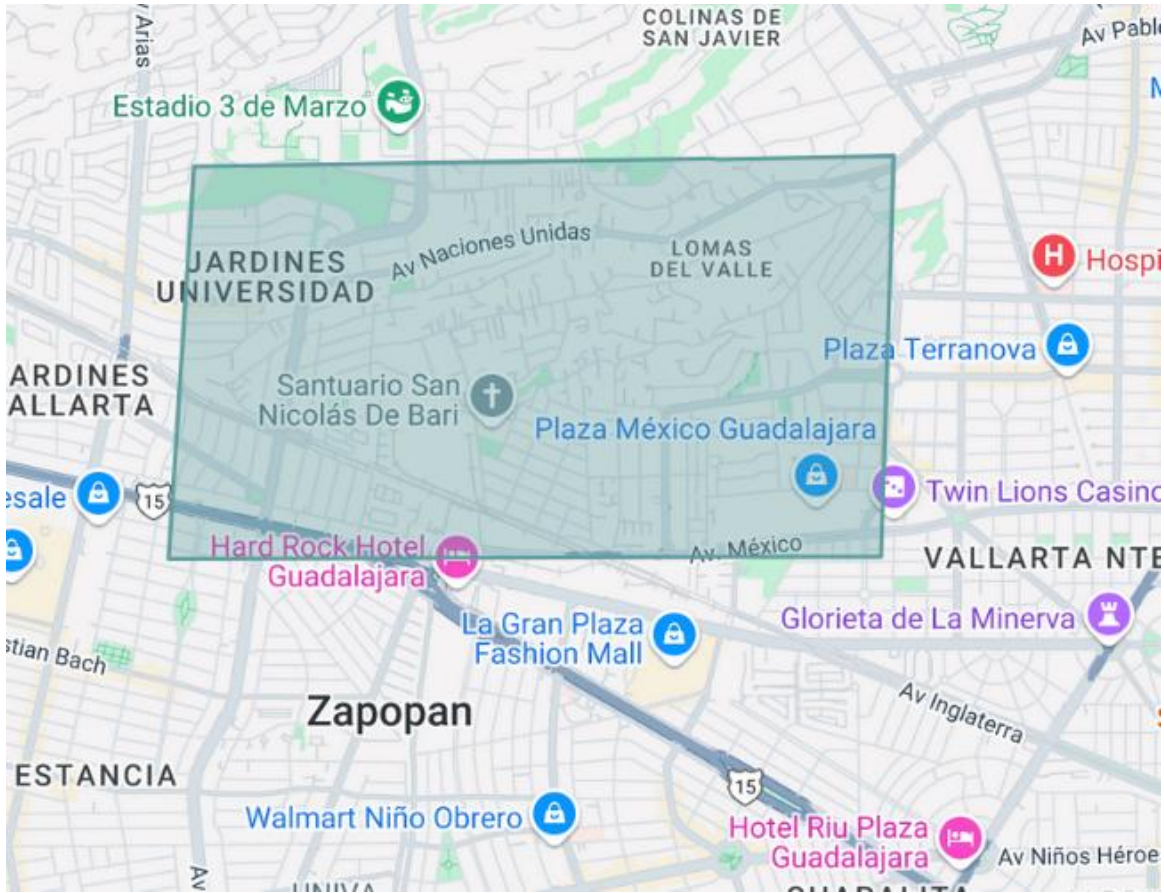 COLINAS DE
SAN JAVIER
Av Pablo
Arias
Estadio 3 de Marzo
JARDINES
UNIVERSIDAD
Av Naciones Unidas
LOMAS
DEL VALLE
Hospi
Plaza Terranova
ARDINES
ALLARTA
Santuario San
Nicolás De Bari
Plaza México Guadalajara
esale
15
Twin Lions Casino
Hard Rock Hotel
Guadalajara
Av. México
VALLARTA NTE
La Gran Plaza
Fashion Mall
Glorieta de La Minerva
stian Bach
Zapopan
Av Inglaterra
ESTANCIA
15
Walmart Niño Obrero
Hotel Riu Plaza
Guadalajara
Av Niños Héroe
Av